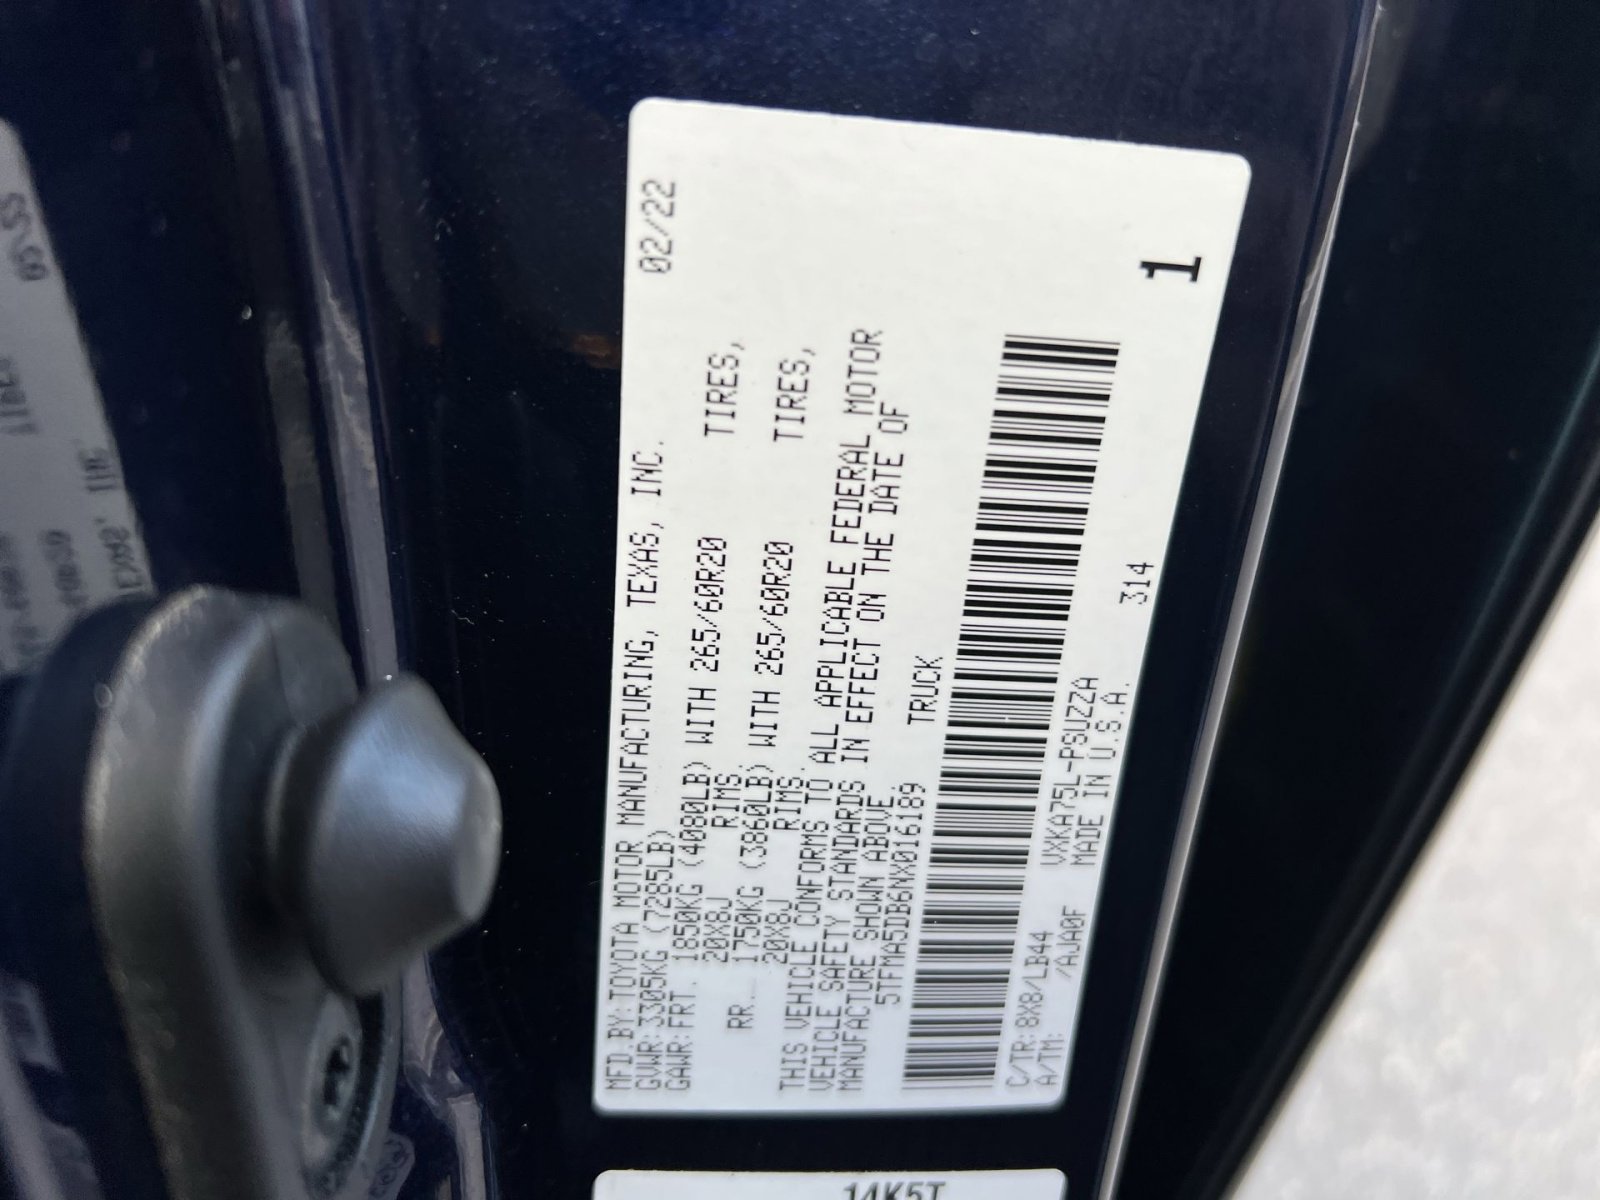 MFD.BY:TOYOTA MOTOR MANUFACTURING, TEXAS, INC. 02/22
GVWR:3305KG (7285LB)
GAWR:FRT. 1850KG (4080LB) WITH 265/60R20 TIRES,
20X8J RIMS,
RR. 1750KG (3860LB) WITH 265/60R20 TIRES,
20X8J RIMS.
THIS VEHICLE CONFORMS TO ALL APPLICABLE FEDERAL MOTOR
VEHICLE SAFETY STANDARDS IN EFFECT ON THE DATE OF
MANUFACTURE SHOWN ABOVE.
5TFMA5DB6NX016189 TRUCK
C/TR:8X8/LB44 VXKA75L-PSUZZA 314
A/TM: /AJA0F MADE IN U.S.A.
1
14K5T